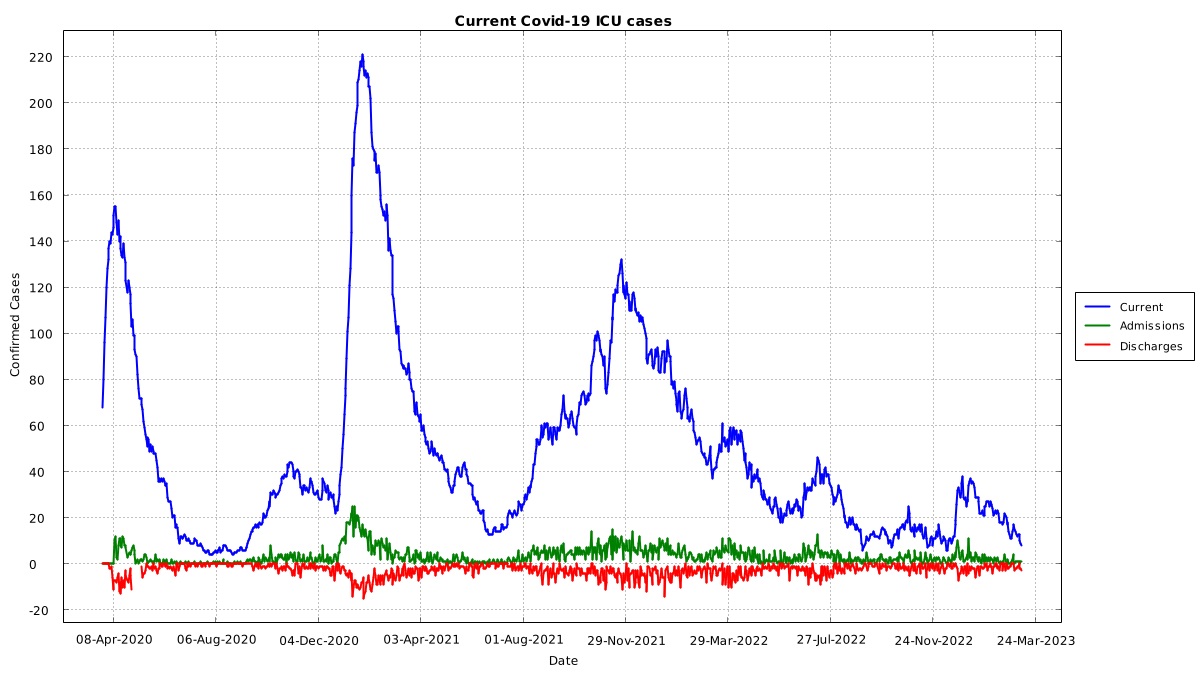 Current Covid-19 ICU cases
Confirmed Cases
220
200
180
160
140
120
100
80
60
40
20
0
-20
08-Apr-2020 06-Aug-2020 04-Dec-2020 03-Apr-2021 01-Aug-2021 29-Nov-2021 29-Mar-2022 27-Jul-2022 24-Nov-2022 24-Mar-2023
Date
Current
Admissions
Discharges